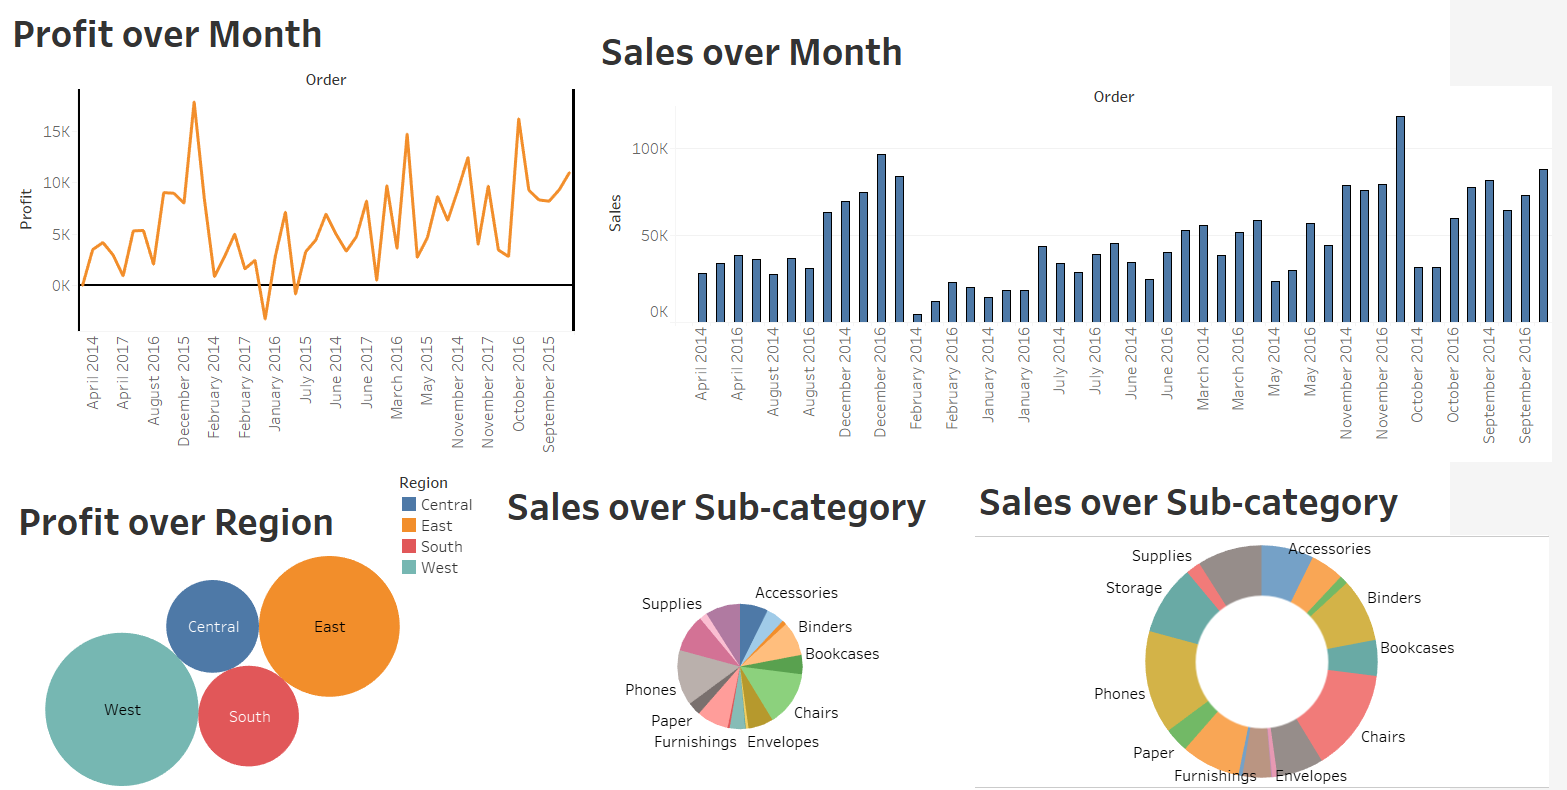 Profit over Month
Order
Profit
15K
10K
5K
0K
April 2014
April 2017
August 2016
December 2015
February 2014
February 2017
January 2016
July 2015
June 2014
June 2017
March 2016
May 2015
November 2014
November 2017
October 2016
September 2015
Sales over Month
Order
Sales
100K
50K
0K
April 2014
April 2016
August 2014
August 2016
December 2014
December 2016
February 2014
February 2016
January 2014
January 2016
July 2014
July 2016
June 2014
June 2016
March 2014
March 2016
May 2014
May 2016
November 2014
November 2016
October 2014
October 2016
September 2014
September 2016
Profit over Region
Region
Central
East
South
West
Central
East
West
South
Sales over Sub-category
Accessories
Supplies
Binders
Bookcases
Phones
Chairs
Paper
Furnishings
Envelopes
Sales over Sub-category
Accessories
Supplies
Storage
Binders
Bookcases
Phones
Chairs
Paper
Furnishings
Envelopes